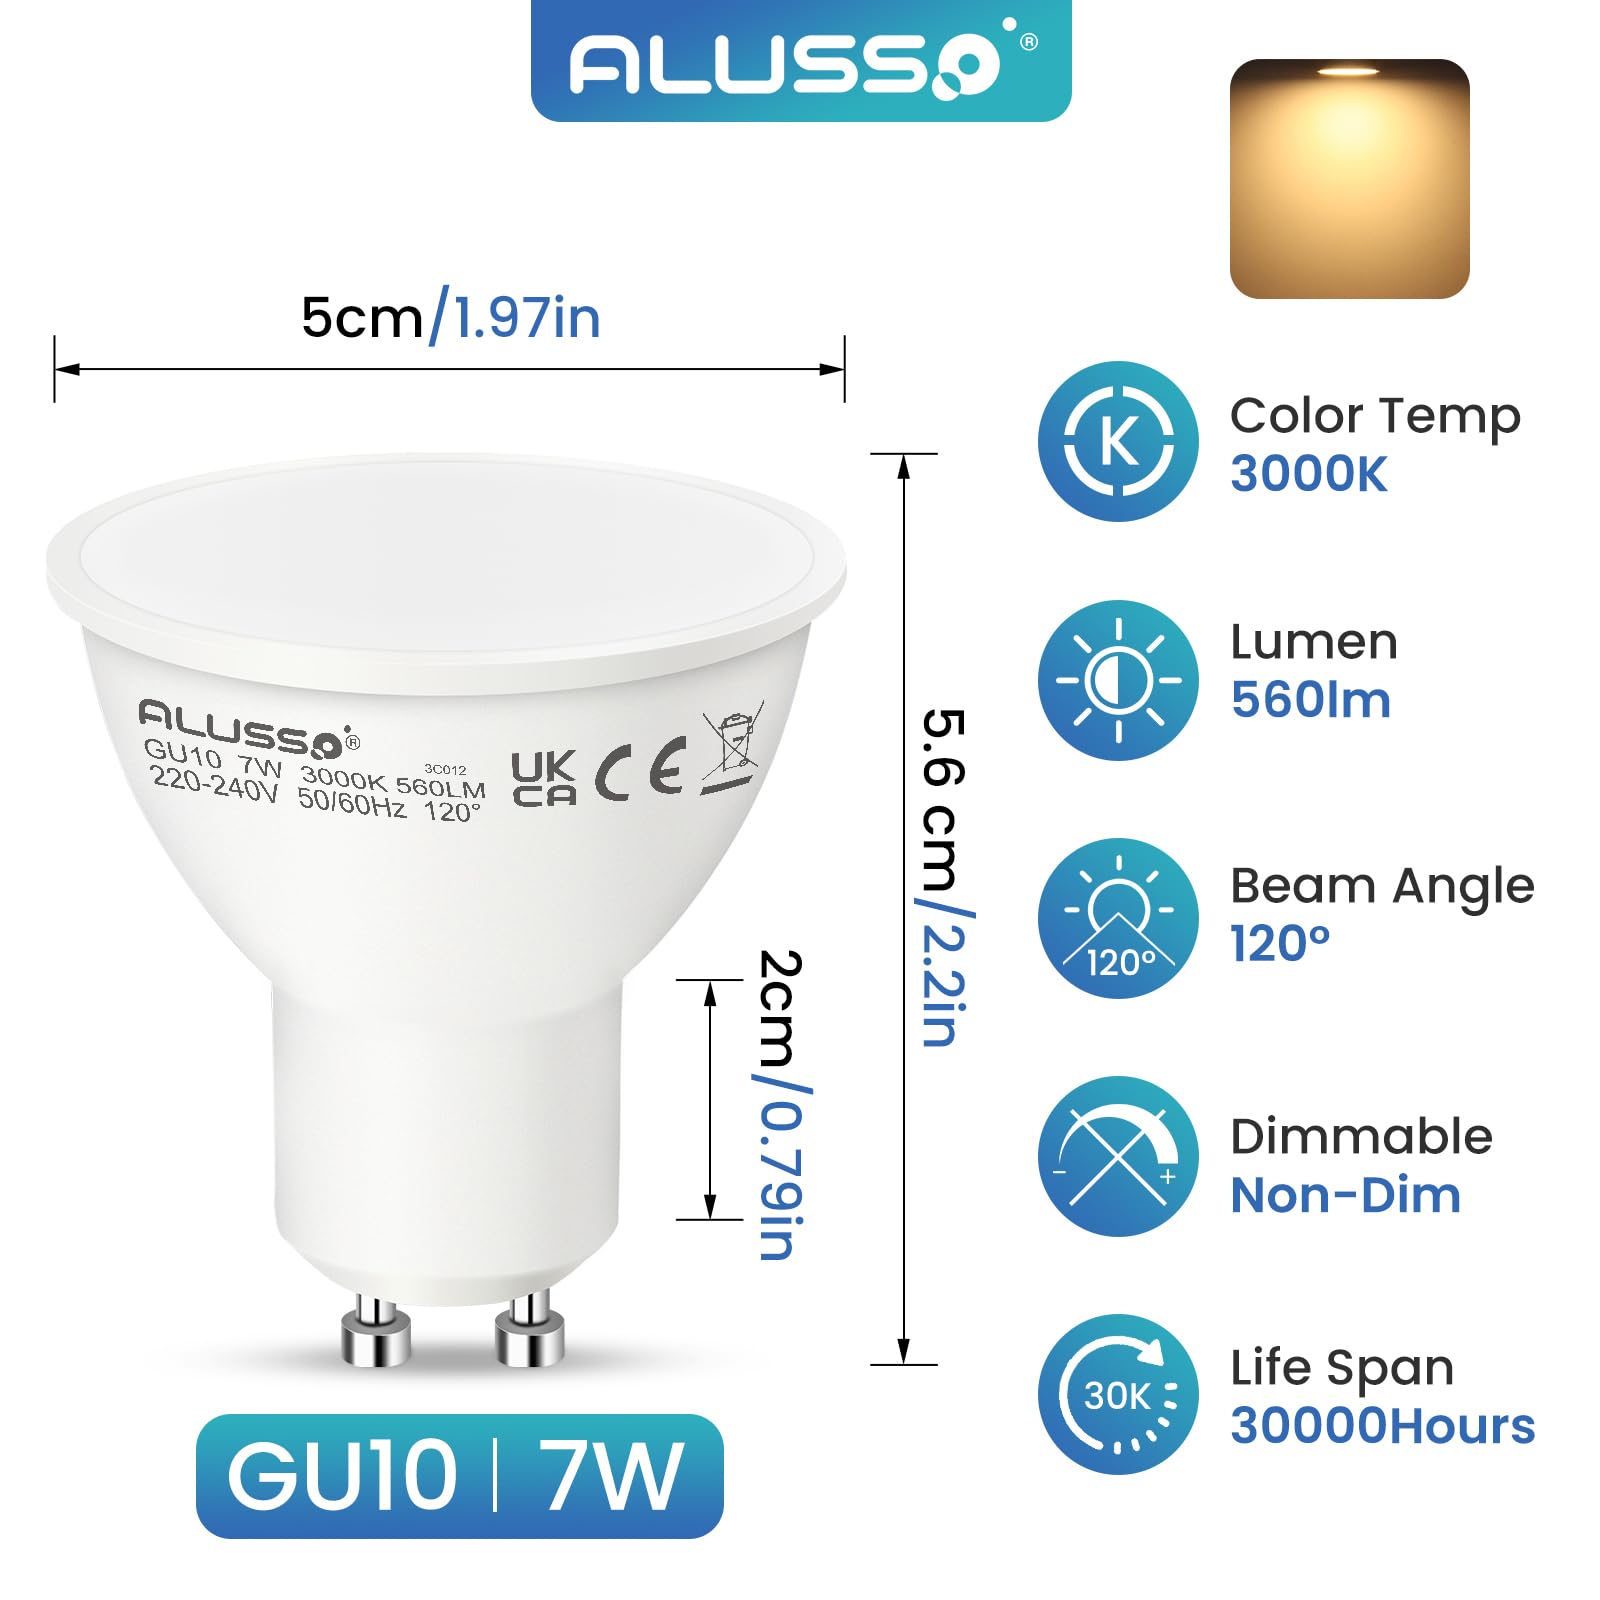 ALUSSO®
5cm/1.97in
ALUSSO®
3C012
GU10 7W 3000K 560LM
220-240V 50/60Hz 120°
UK
CA
CE
5.6 cm/2.2in
2cm/0.79in
GU10 | 7W
K
Color Temp
3000K
Lumen
560lm
120°
Beam Angle
120°
- +
Dimmable
Non-Dim
30K
Life Span
30000Hours